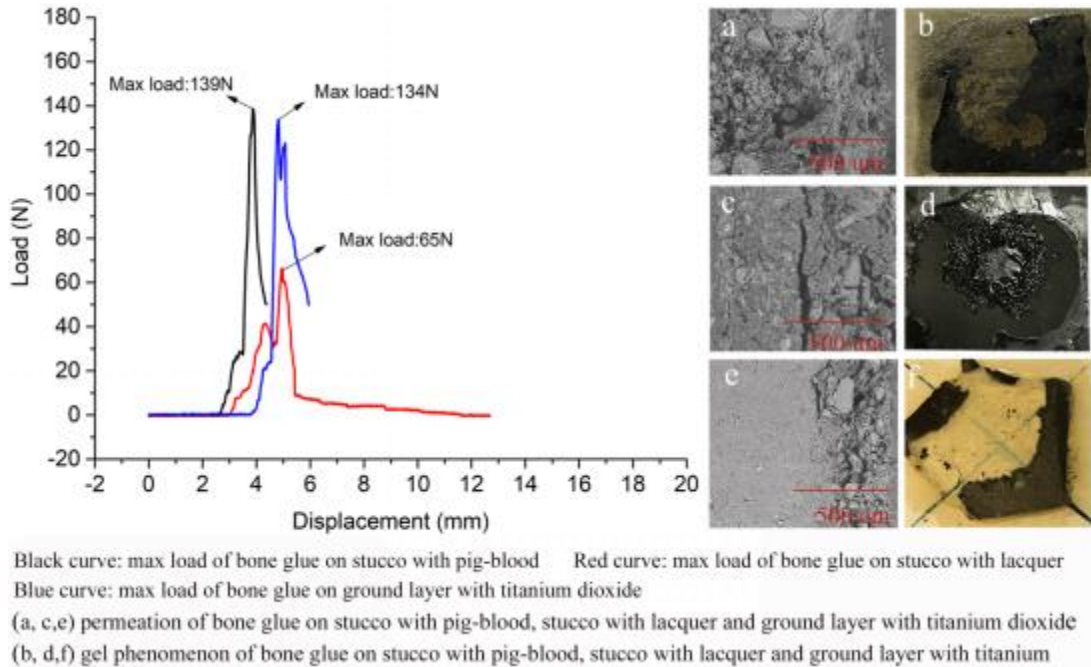 180
160
140
120
100
80
60
40
20
0
-20
Load (N)
Max load:139N
Max load:134N
Max load:65N
-2 0 2 4 6 8 10 12 14 16 18 20
Displacement (mm)
a
b
500 um
c
d
100 um
e
f
50 um
Black curve: max load of bone glue on stucco with pig-blood Red curve: max load of bone glue on stucco with lacquer
Blue curve: max load of bone glue on ground layer with titanium dioxide
(a, c,e) permeation of bone glue on stucco with pig-blood, stucco with lacquer and ground layer with titanium dioxide
(b, d,f) gel phenomenon of bone glue on stucco with pig-blood, stucco with lacquer and ground layer with titanium